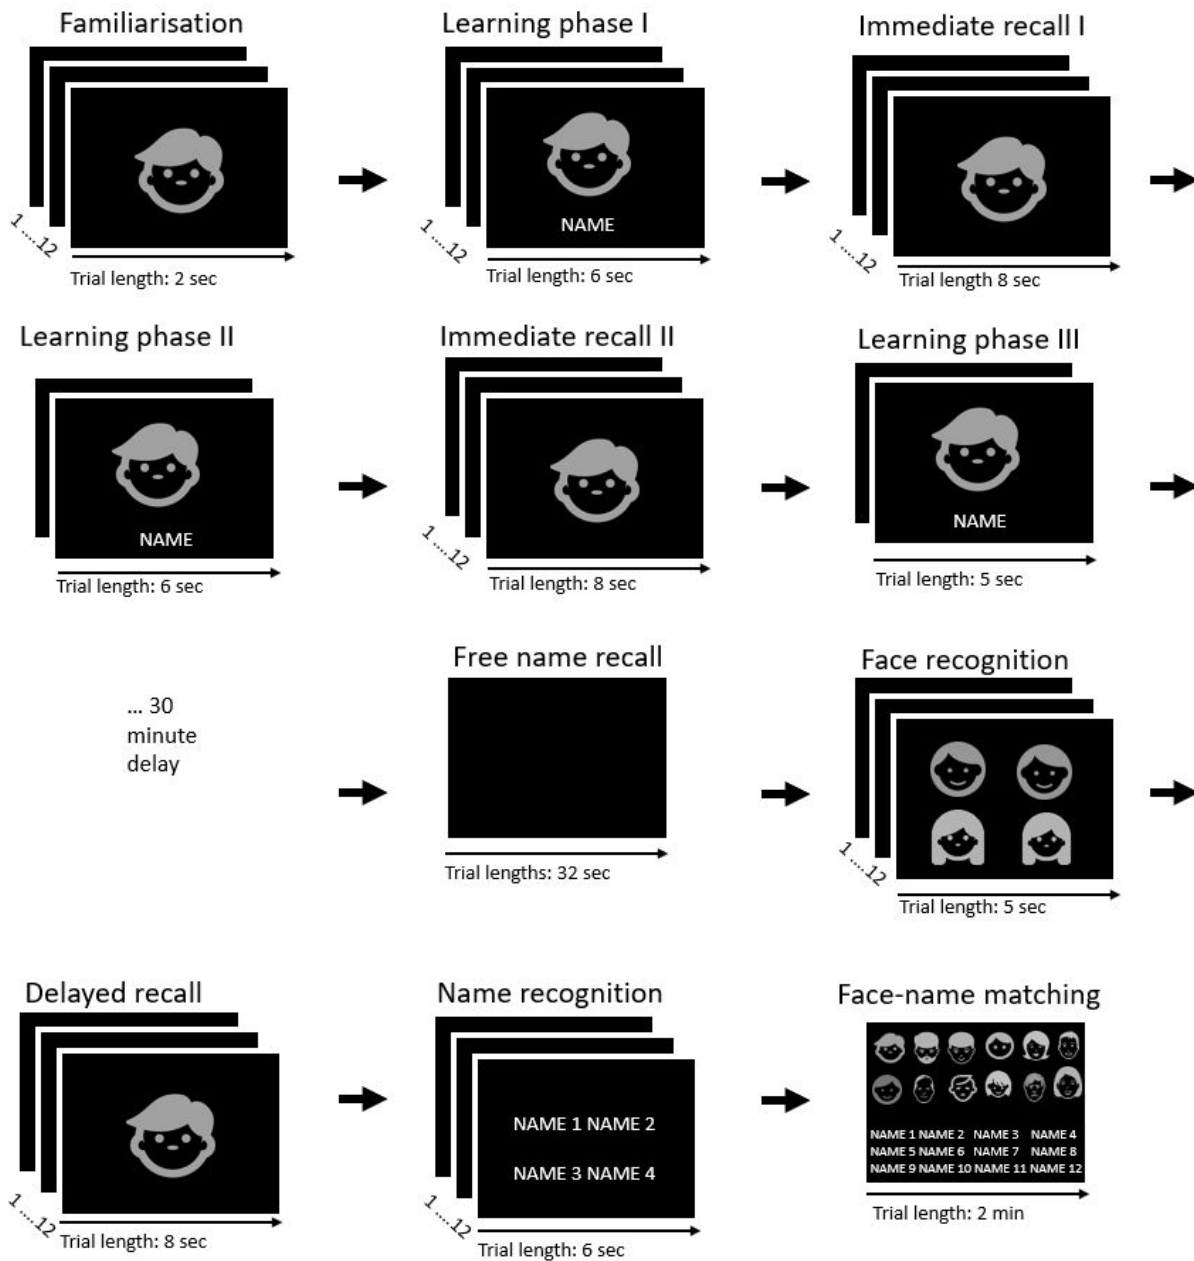 Familiarisation
1 ....12
Trial length: 2 sec
Learning phase I
NAME
1 ....12
Trial length: 6 sec
Immediate recall I
1 ....12
Trial length 8 sec
Learning phase II
NAME
Trial length: 6 sec
Immediate recall II
1 ....12
Trial length: 8 sec
Learning phase III
NAME
Trial length: 5 sec
... 30
minute
delay
Free name recall
Trial lengths: 32 sec
Face recognition
1 ....12
Trial length: 5 sec
Delayed recall
1 ....12
Trial length: 8 sec
Name recognition
NAME 1 NAME 2
NAME 3 NAME 4
1 ....12
Trial length: 6 sec
Face-name matching
NAME 1 NAME 2 NAME 3 NAME 4
NAME 5 NAME 6 NAME 7 NAME 8
NAME 9 NAME 10 NAME 11 NAME 12
Trial length: 2 min